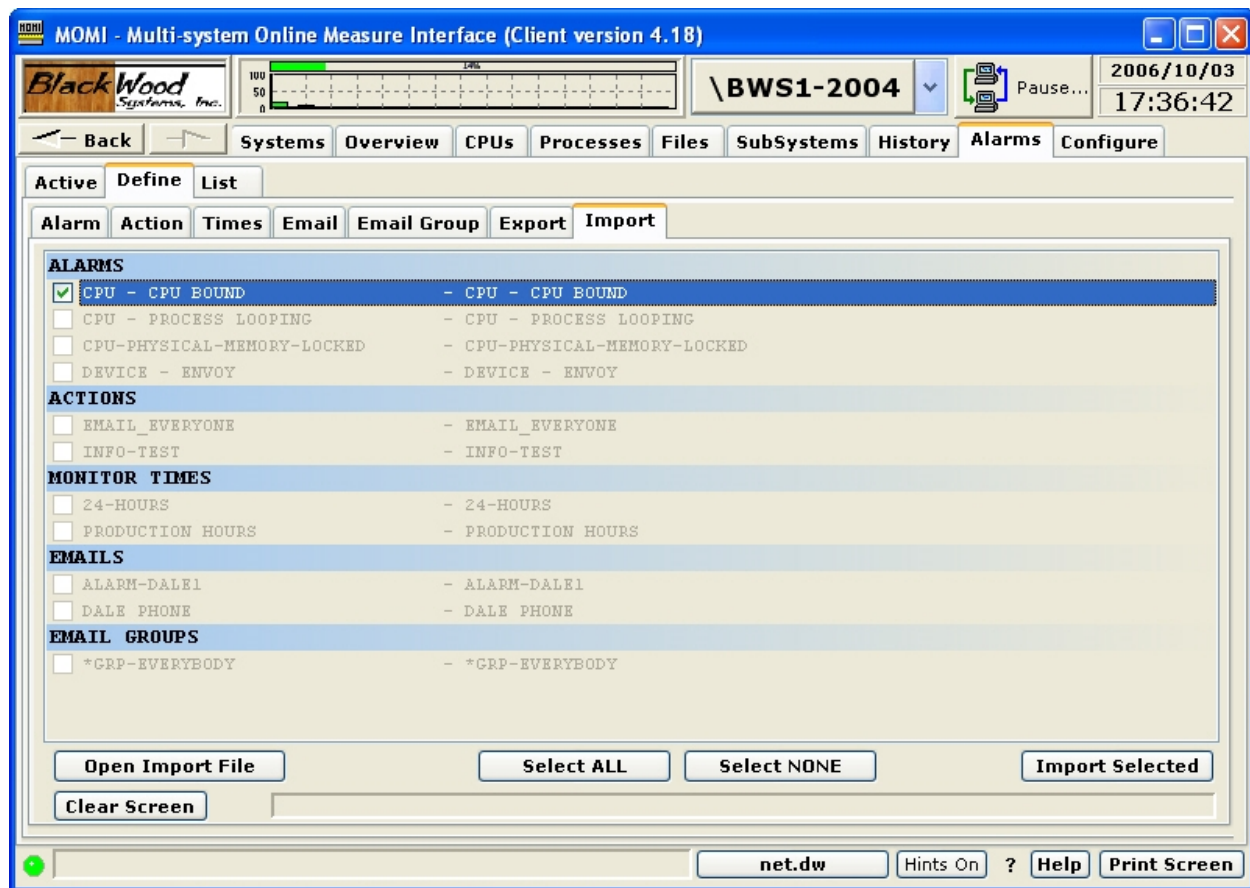 MOMI
MOMI - Multi-system Online Measure Interface (Client version 4.18)
BlackWood
Systems, Inc.
14%
100
50
0
\BWS1-2004
Pause...
2006/10/03
17:36:42
Back
Systems Overview CPUs Processes Files SubSystems History Alarms Configure
Active Define List
Alarm Action Times Email Email Group Export Import
ALARMS
CPU - CPU BOUND - CPU - CPU BOUND
CPU - PROCESS LOOPING - CPU - PROCESS LOOPING
CPU-PHYSICAL-MEMORY-LOCKED - CPU-PHYSICAL-MEMORY-LOCKED
DEVICE - ENVOY - DEVICE - ENVOY
ACTIONS
EMAIL_EVERYONE - EMAIL_EVERYONE
INFO-TEST - INFO-TEST
MONITOR TIMES
24-HOURS - 24-HOURS
PRODUCTION HOURS - PRODUCTION HOURS
EMAILS
ALARM-DALE1 - ALARM-DALE1
DALE PHONE - DALE PHONE
EMAIL GROUPS
*GRP-EVERYBODY - *GRP-EVERYBODY
Open Import File Select ALL Select NONE Import Selected
Clear Screen
net.dw Hints On ? Help Print Screen